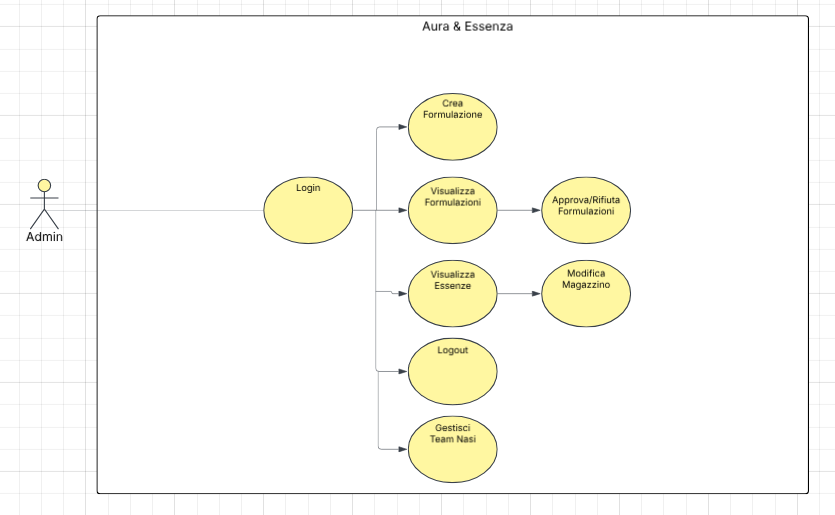 Aura & Essenza
Crea
Formulazione
Login
Visualizza
Formulazioni
Approva/Rifiuta
Formulazioni
Admin
Visualizza
Essenze
Modifica
Magazzino
Logout
Gestisci
Team Nasi